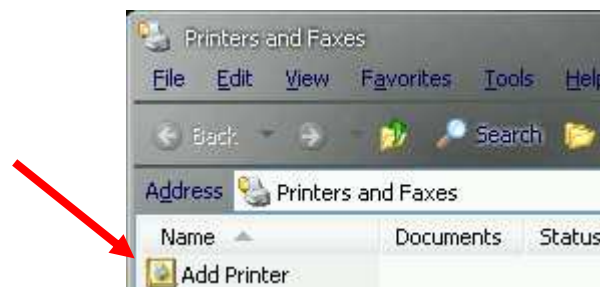 Printers and Faxes
File Edit View Favorites Tools Help
Back Search
Address Printers and Faxes
Name Documents Status
Add Printer